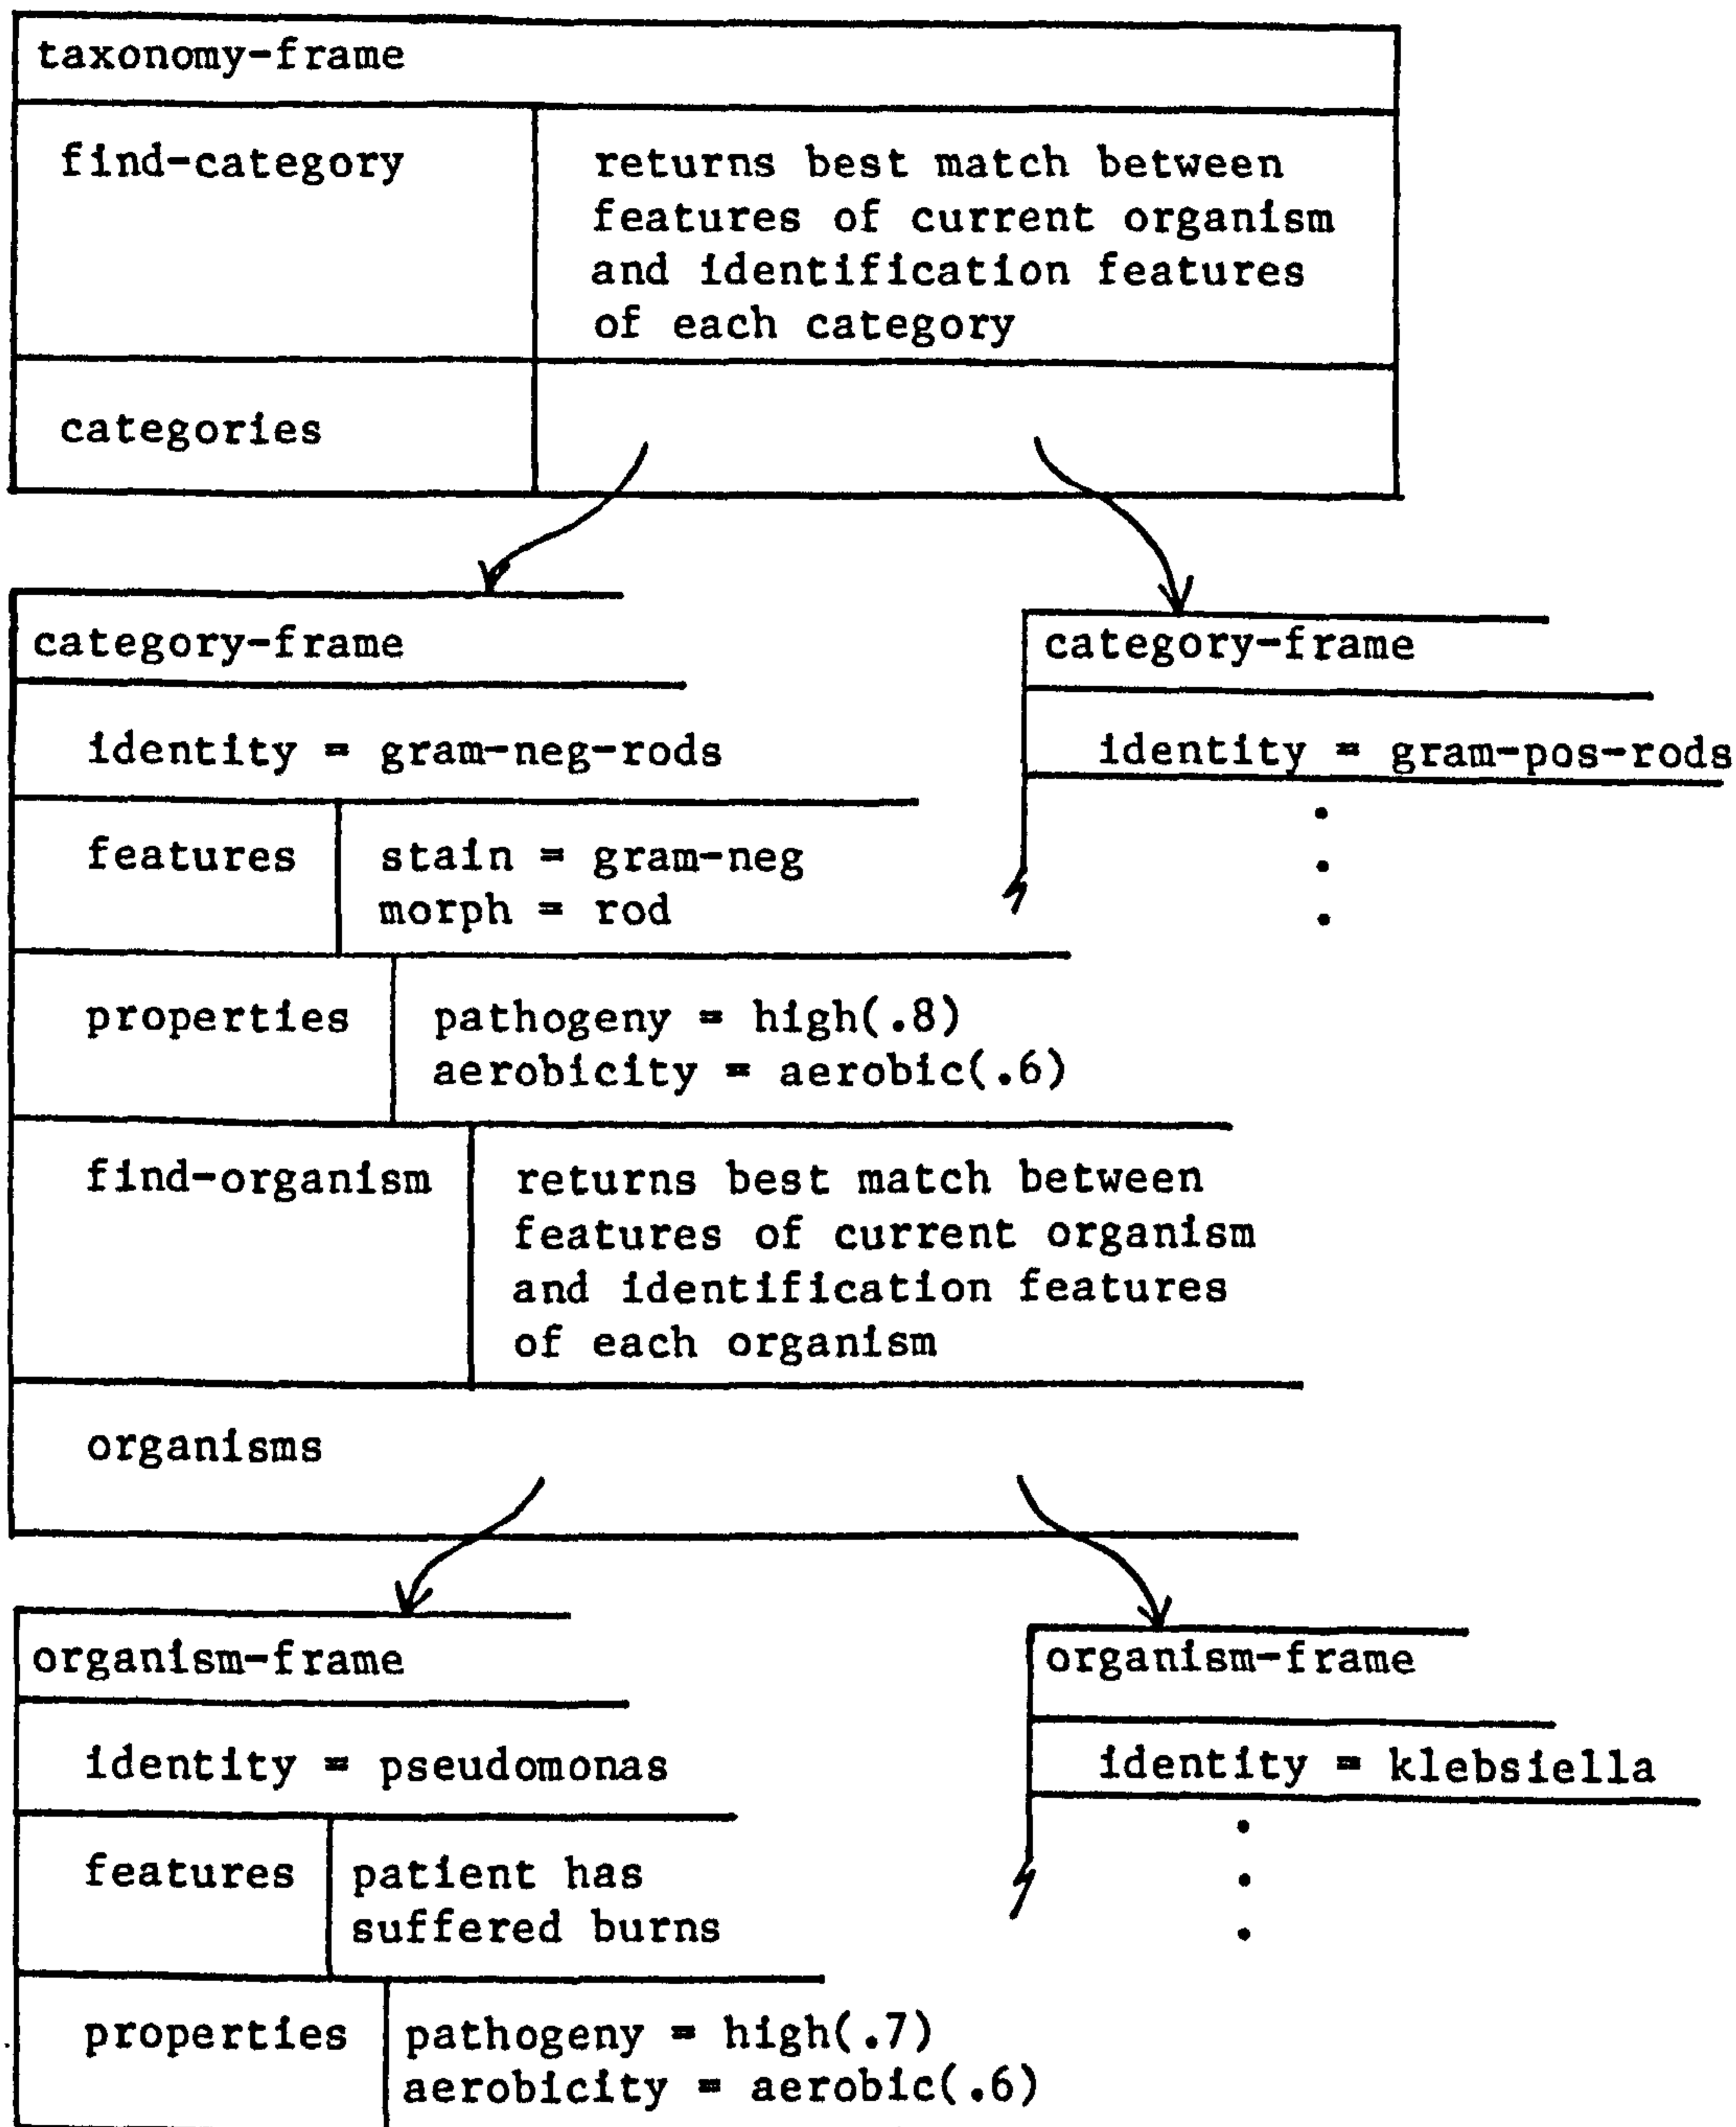 taxonomy-frame
find-category
returns best match between
features of current organism
and identification features
of each category
categories
category-frame
identity = gram-neg-rods
features
stain = gram-neg
morph = rod
properties
pathogeny = high(.8)
aerobicity = aerobic(.6)
find-organism
returns best match between
features of current organism
and identification features
of each organism
organisms
category-frame
identity = gram-pos-rods
organism-frame
identity = pseudomonas
features
patient has
suffered burns
properties
pathogeny = high(.7)
aerobicity = aerobic(.6)
organism-frame
identity = klebsiella